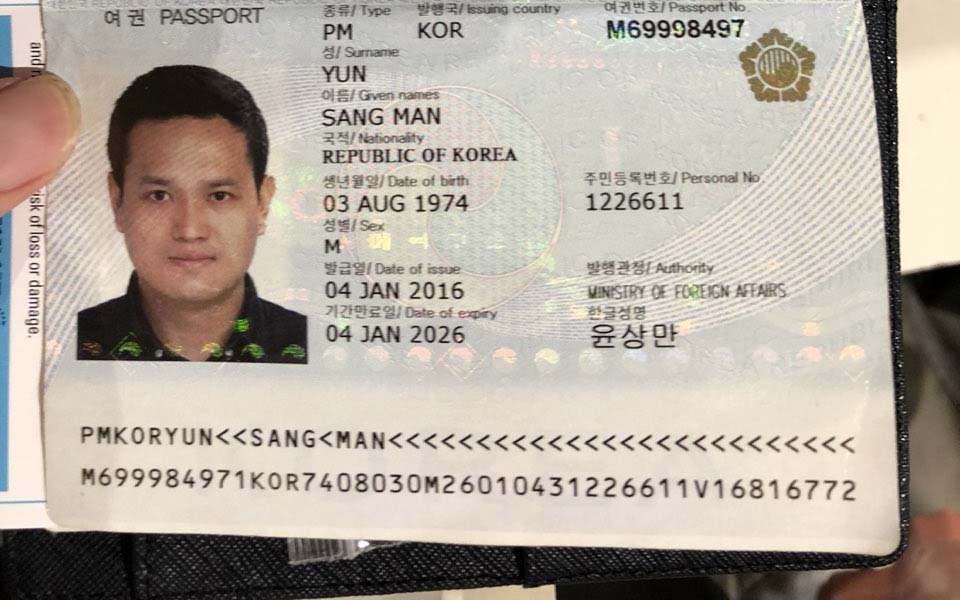 여권 PASSPORT
종류/ Type 발행국/ Issuing country 여권번호/ Passport No.
PM KOR M69998497
성/ Surname
YUN
이름/ Given names
SANG MAN
국적/ Nationality
REPUBLIC OF KOREA
생년월일/ Date of birth 주민등록번호/ Personal No.
03 AUG 1974 1226611
성별/ Sex
M
발급일/ Date of issue 발행관청/ Authority
04 JAN 2016 MINISTRY OF FOREIGN AFFAIRS
기간만료일/ Date of expiry 한글성명
04 JAN 2026 윤상만
PMKORYUN<<SANG<MAN<<<<<<<<<<<<<<<<<<<<<<<<<<
M699984971KOR7408030M26010431226611V16816772
risk of loss or damage.